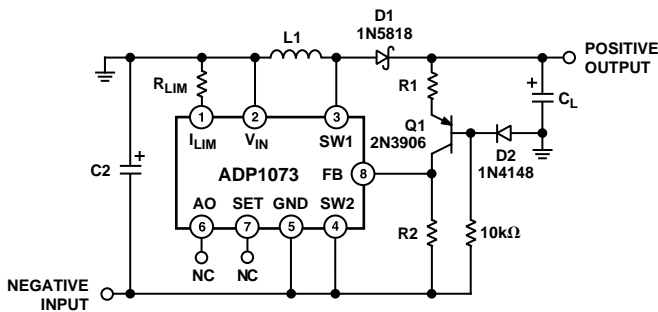 L1
D1
1N5818
POSITIVE
OUTPUT
RLIM
R1
+
CL
1
2
3
ILIM
VIN
SW1
Q1
2N3906
D2
1N4148
C2
+
ADP1073
FB
8
AO
SET
GND
SW2
6
7
5
4
R2
10kΩ
NC
NC
NEGATIVE
INPUT